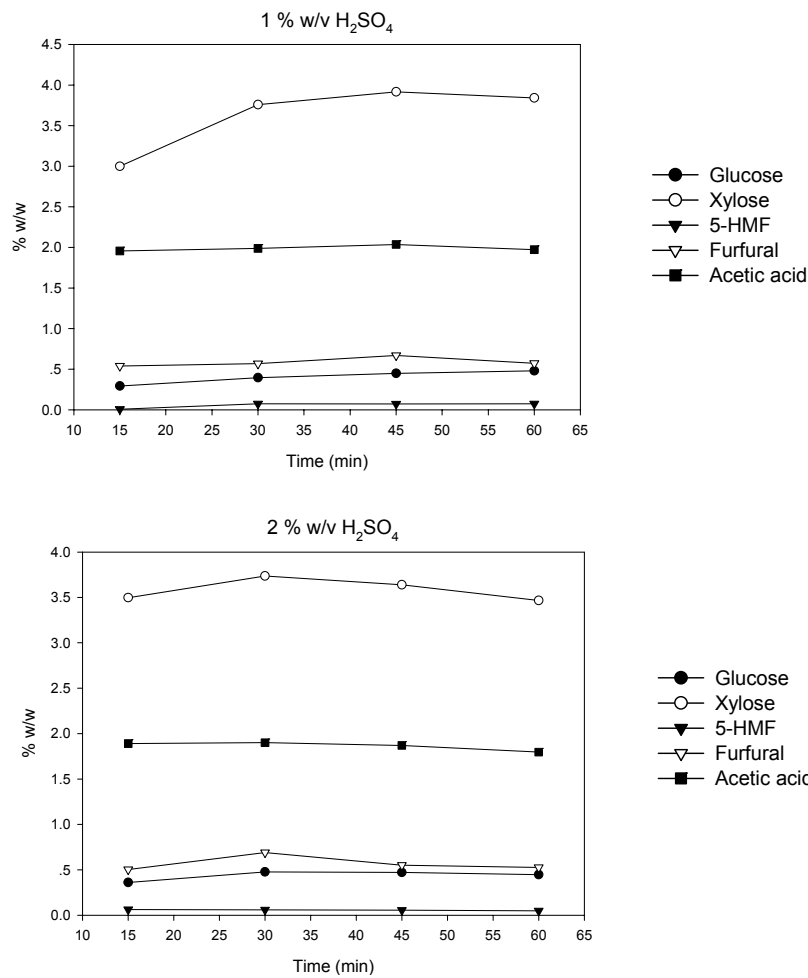 1 % w/v H₂SO₄
4.5
4.0
3.5
3.0
2.5
2.0
1.5
1.0
.5
0.0
% w/w
10 15 20 25 30 35 40 45 50 55 60 65
Time (min)
Glucose
Xylose
5-HMF
Furfural
Acetic acid
2 % w/v H₂SO₄
4.0
3.5
3.0
2.5
2.0
1.5
1.0
.5
0.0
% w/w
10 15 20 25 30 35 40 45 50 55 60 65
Time (min)
Glucose
Xylose
5-HMF
Furfural
Acetic acid